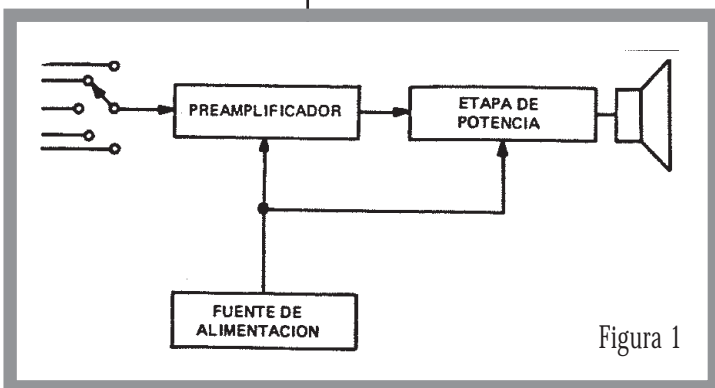 PREAMPLIFICADOR
ETAPA DE
POTENCIA
FUENTE DE
ALIMENTACION
Figura 1